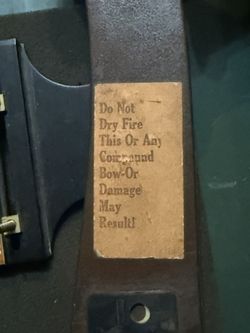 Do Not
Dry Fire
This Or Any
Compound
Bow-Or
Damage
May
Result!